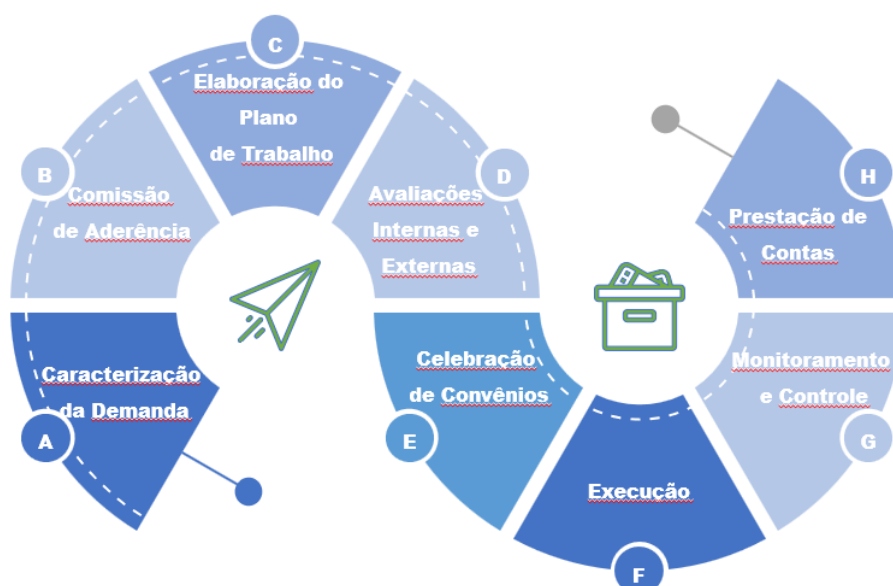 A
Caracterização
da Demanda
B
Comissão
de Aderência
C
Elaboração do
Plano
de Trabalho
D
Avaliações
Internas e
Externas
E
Celebração
de Convênios
F
Execução
G
Monitoramento
e Controle
H
Prestação de
Contas